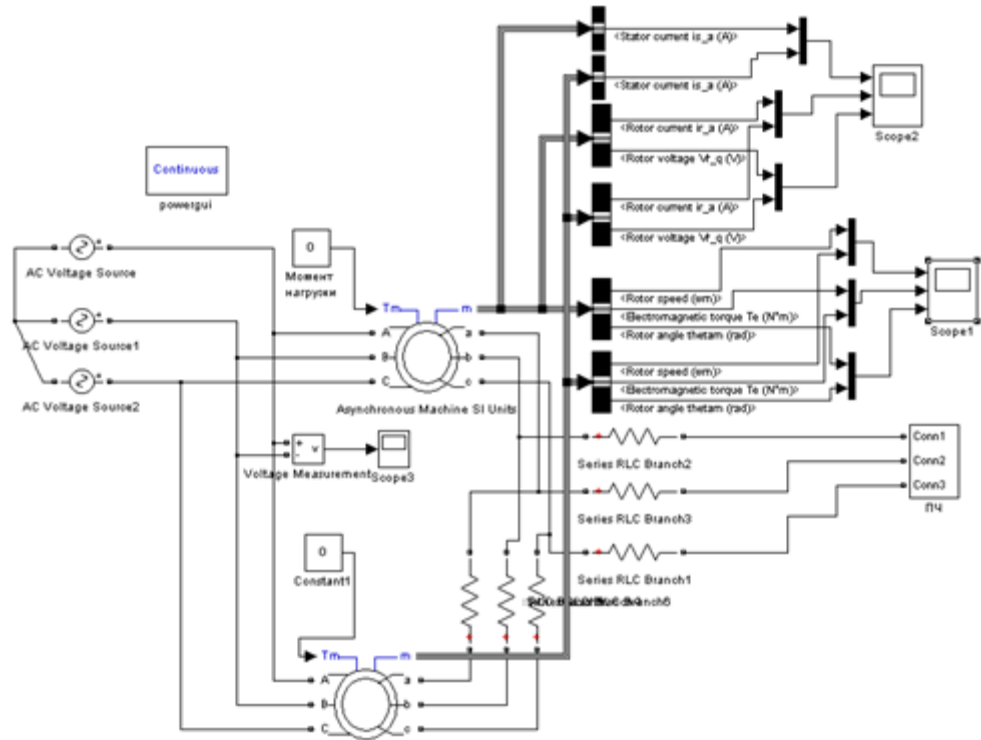 <Stator current is_a (A)>
<Stator current is_a (A)>
Scope2
<Rotor current ir_a (A)>
<Rotor voltage Vr_q (V)>
Continuous
powergui
<Rotor current ir_a (A)>
<Rotor voltage Vr_q (V)>
AC Voltage Source
0
Момент
нагрузки
<Rotor speed (wm)>
<Electromagnetic torque Te (N*m)>
<Rotor angle thetam (rad)>
Scope1
AC Voltage Source1
Tm
m
A
a
B
b
C
c
AC Voltage Source2
Asynchronous Machine SI Units
<Rotor speed (wm)>
<Electromagnetic torque Te (N*m)>
<Rotor angle thetam (rad)>
+
-
v
Voltage Measurement
Scope3
Series RLC Branch2
Conn1
Conn2
Conn3
ПЧ
Series RLC Branch3
0
Constant1
Series RLC Branch1
Tm
m
A
a
B
b
C
c